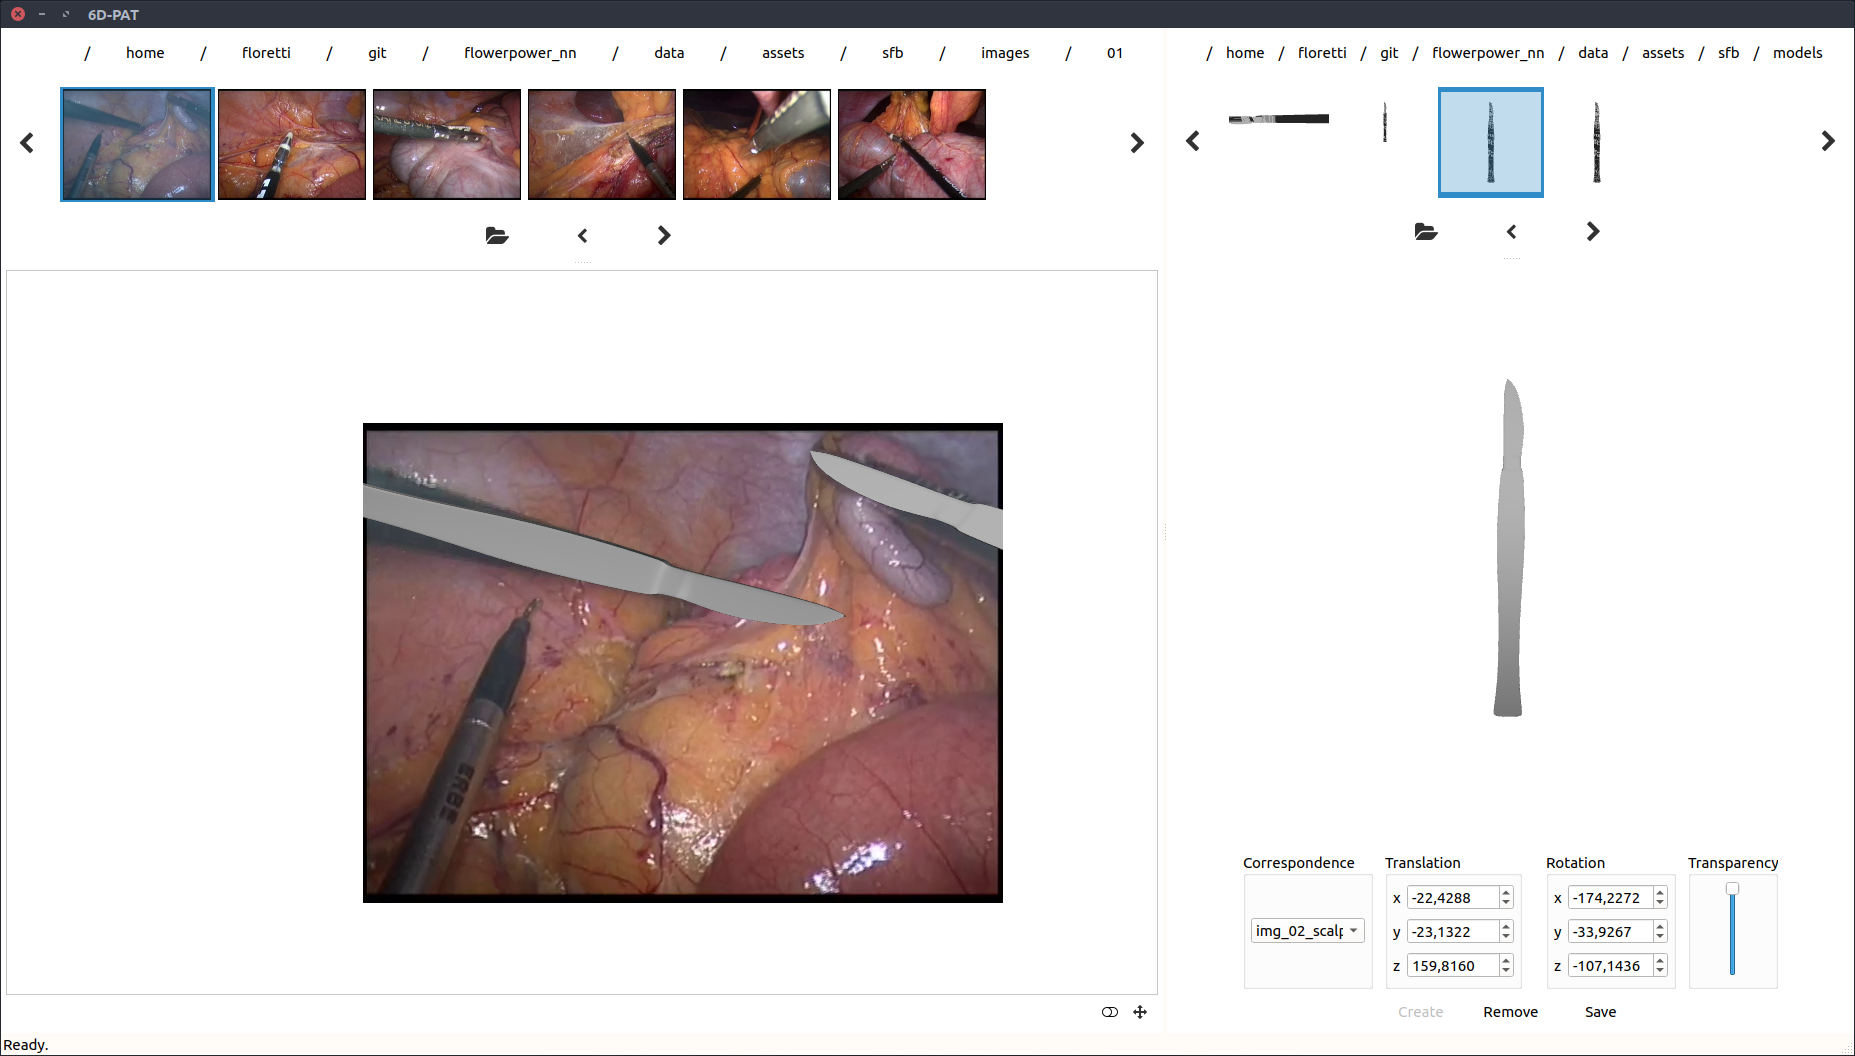 6D-PAT
/ home / floretti / git / flowerpower_nn / data / assets / sfb / images / 01
/ home / floretti / git / flowerpower_nn / data / assets / sfb / models
ERBE
Correspondence Translation Rotation Transparency
x -22,4288 x -174,2272
img_02_scalp y -23,1322 y -33,9267
z 159,8160 z -107,1436
Create Remove Save
Ready.